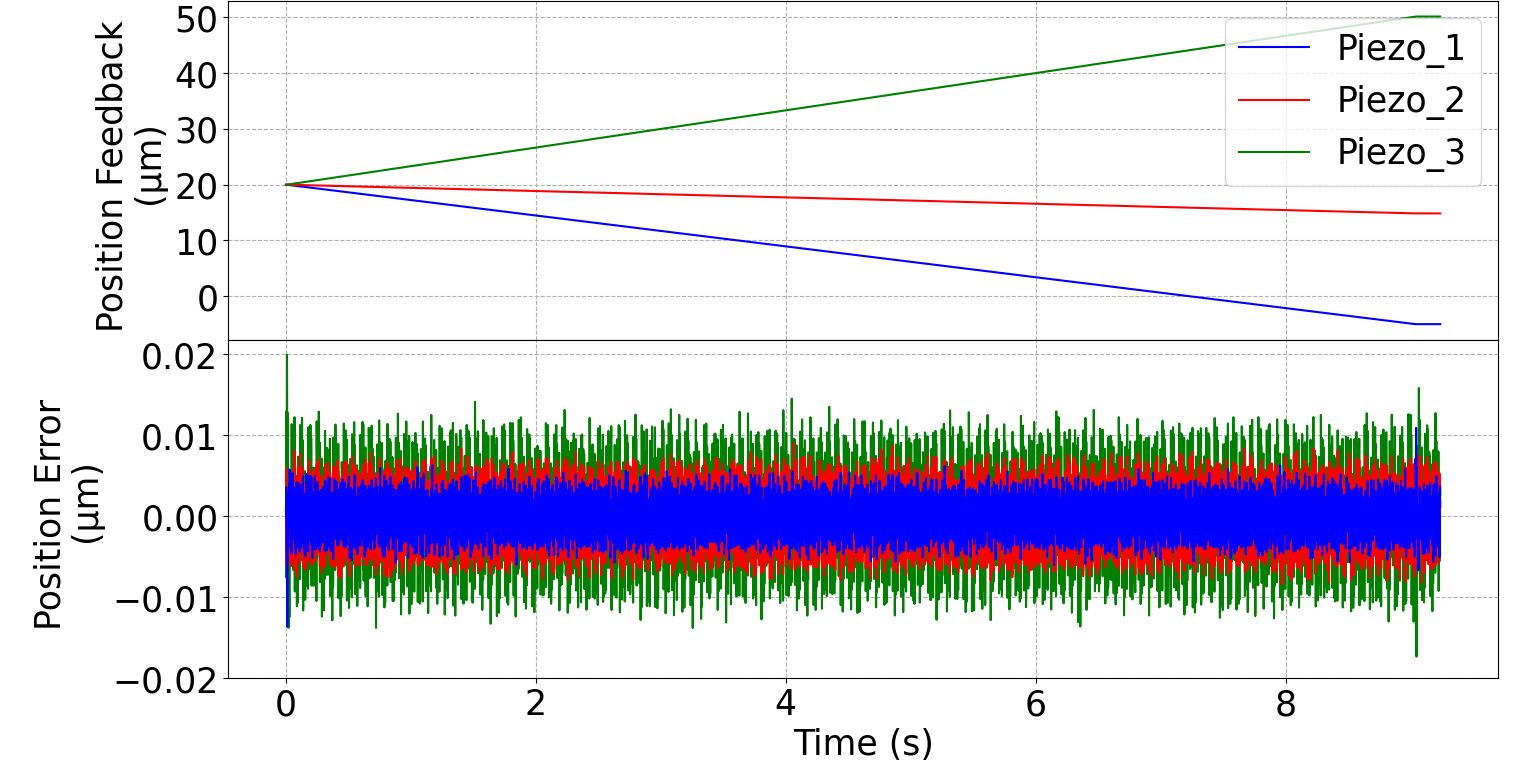 Position Feedback
(μm)
50
40
30
20
10
0
Piezo_1
Piezo_2
Piezo_3
Position Error
(μm)
0.02
0.01
0.00
−0.01
−0.02
0 2 4 6 8
Time (s)